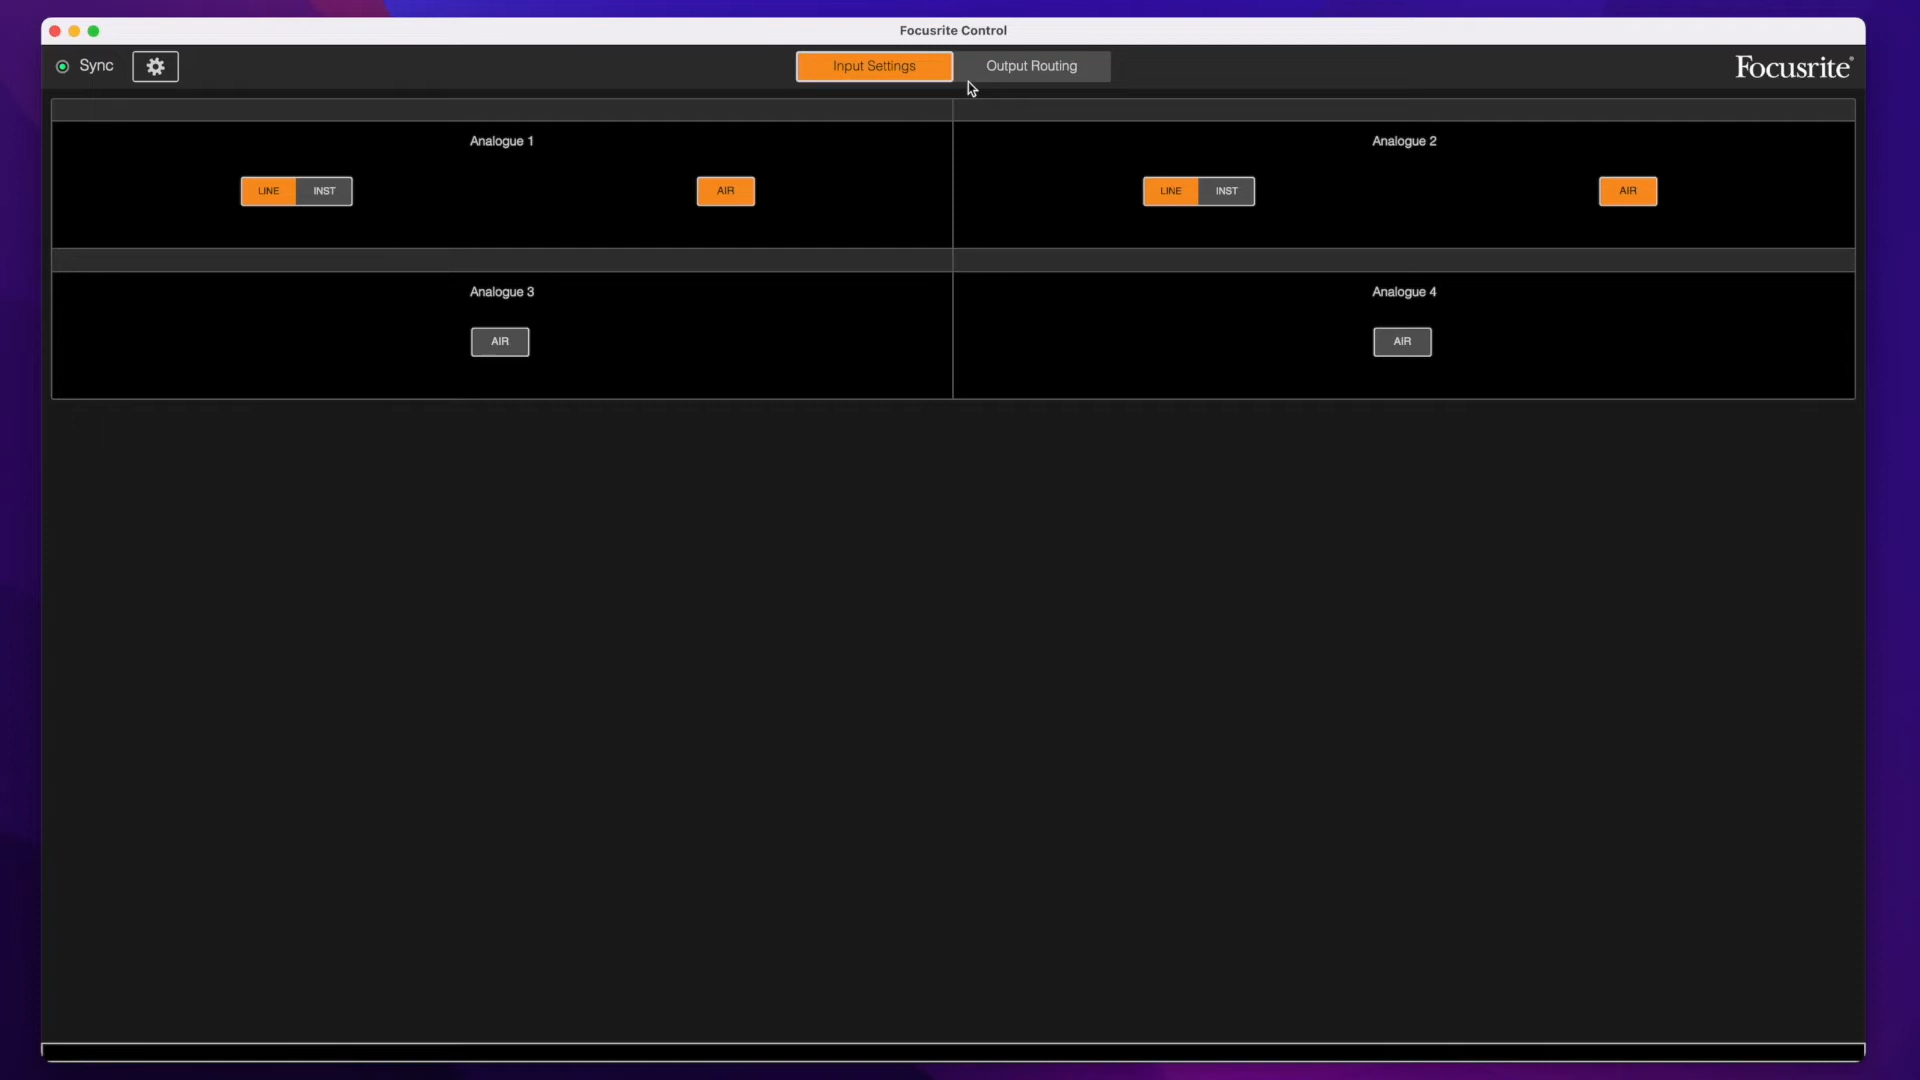 Focusrite Control
Sync
Input Settings
Output Routing
Focusrite®
Analogue 1
LINE
INST
AIR
Analogue 2
LINE
INST
AIR
Analogue 3
AIR
Analogue 4
AIR